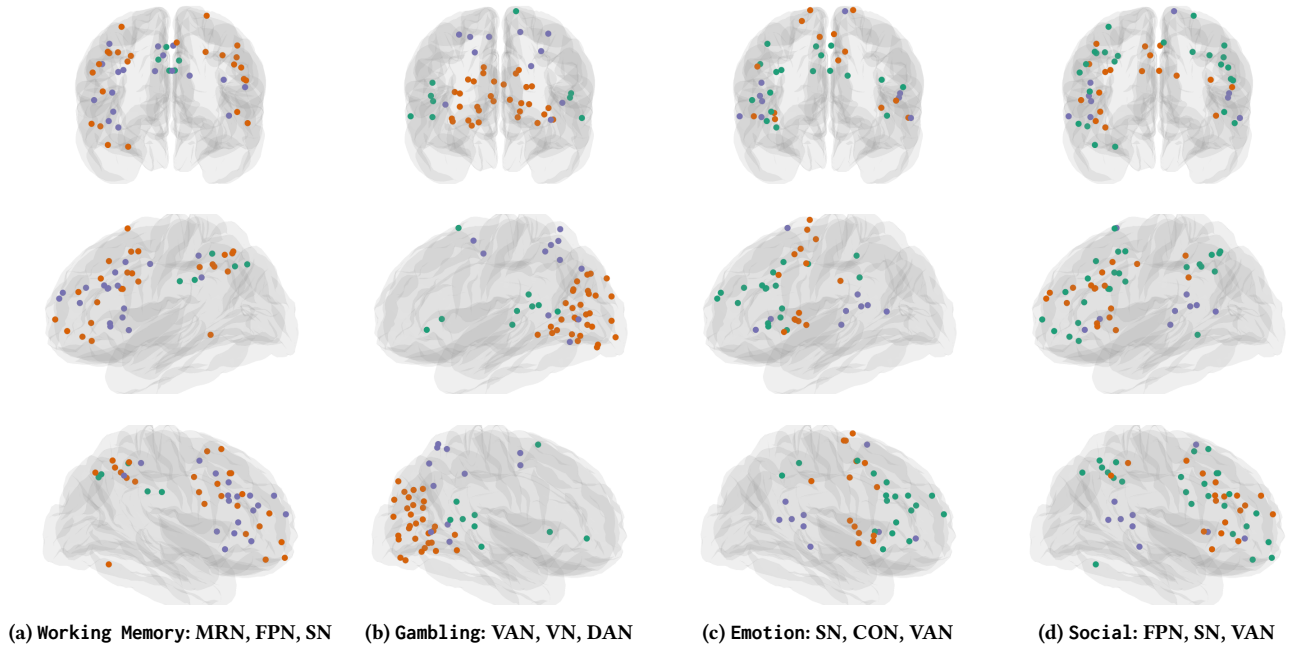 (a) Working Memory: MRN, FPN, SN
(b) Gambling: VAN, VN, DAN
(c) Emotion: SN, CON, VAN
(d) Social: FPN, SN, VAN